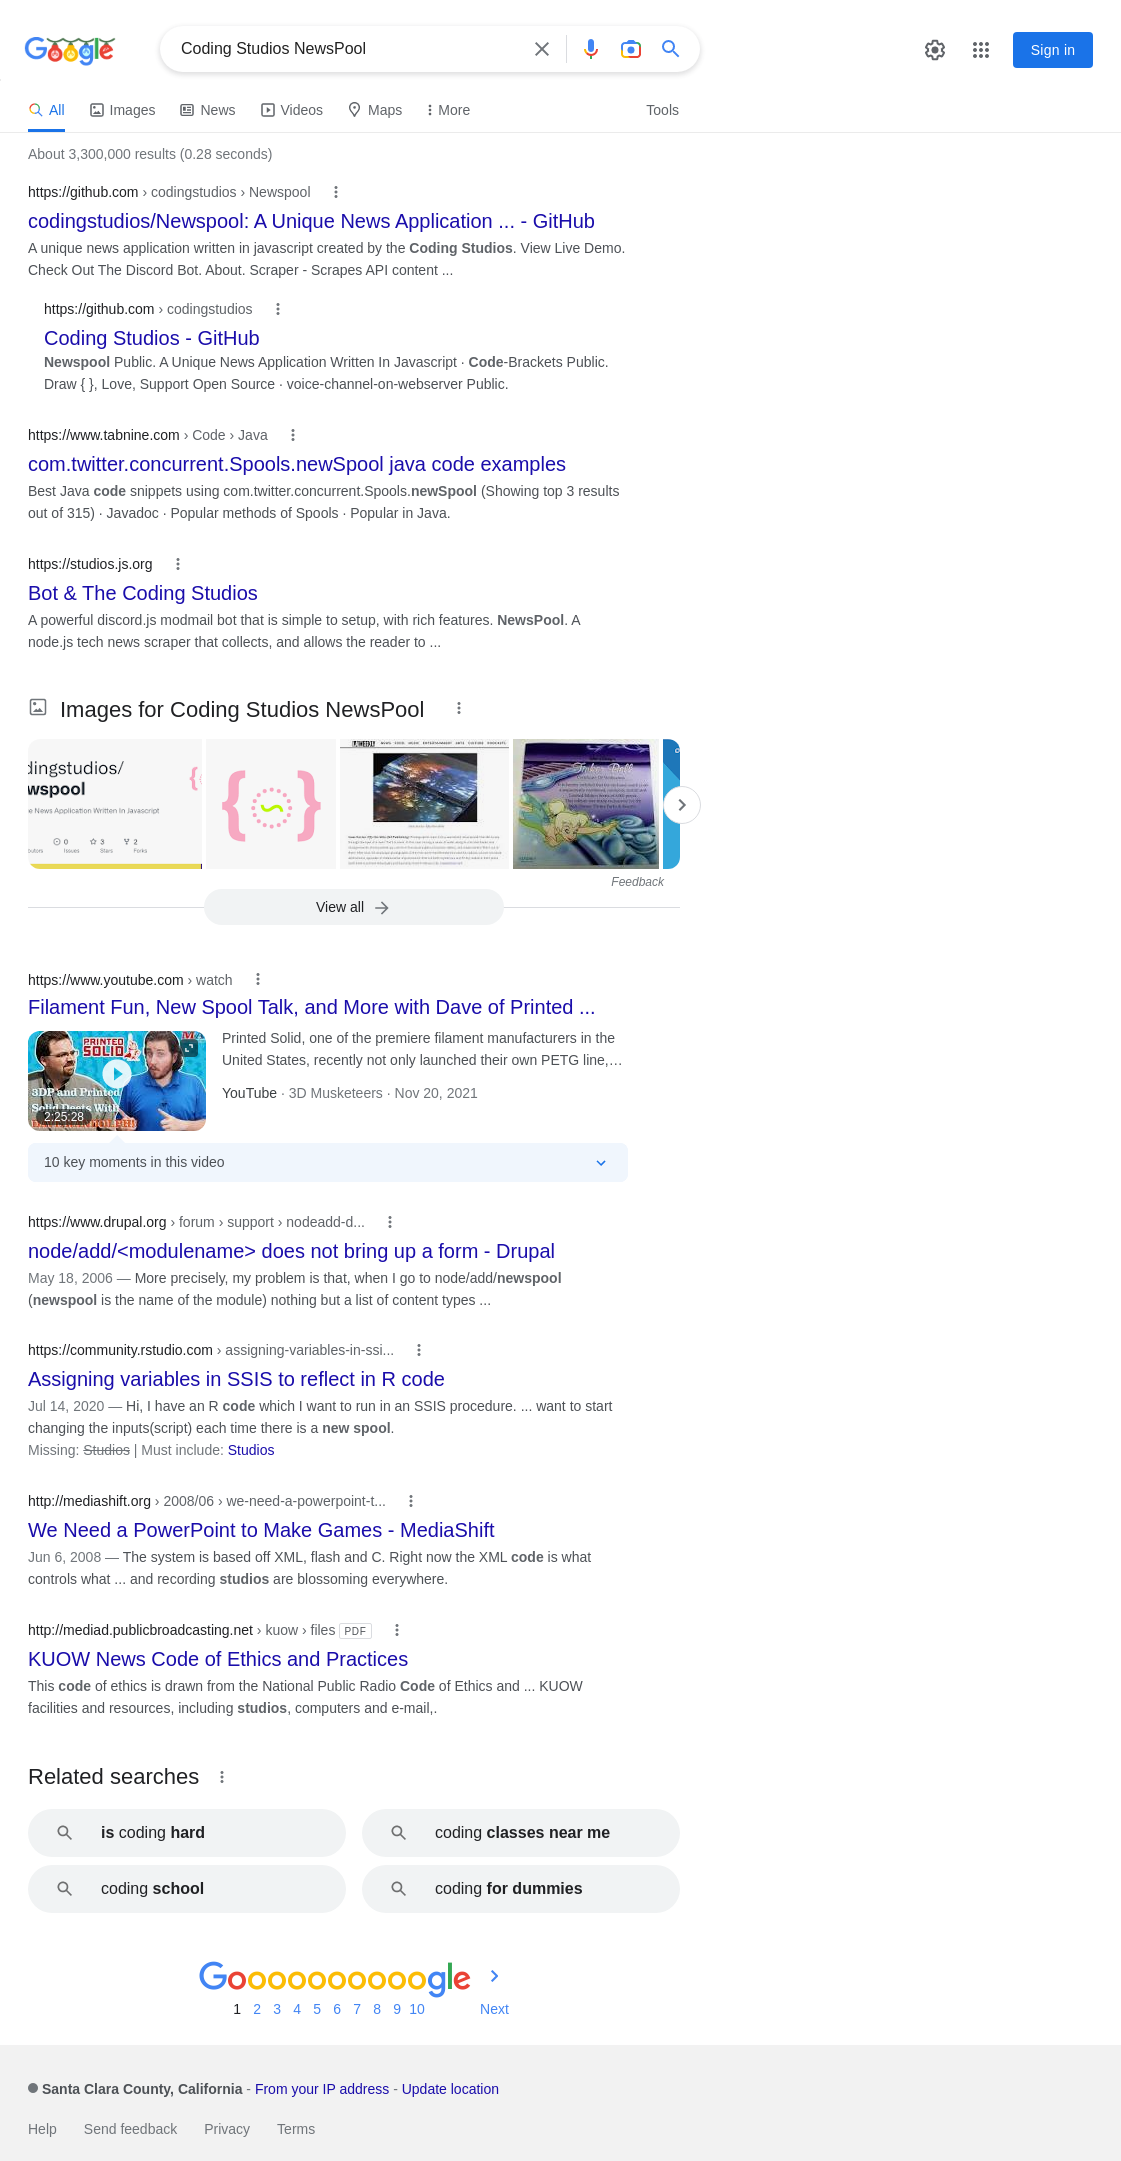 Google
Coding Studios NewsPool
Sign in
All
Images
News
Videos
Maps
More
Tools
About 3,300,000 results (0.28 seconds)
https://github.com › codingstudios › Newspool
codingstudios/Newspool: A Unique News Application ... - GitHub
A unique news application written in javascript created by the Coding Studios. View Live Demo.
Check Out The Discord Bot. About. Scraper - Scrapes API content ...
https://github.com › codingstudios
Coding Studios - GitHub
Newspool Public. A Unique News Application Written In Javascript · Code-Brackets Public.
Draw { }, Love, Support Open Source · voice-channel-on-webserver Public.
https://www.tabnine.com › Code › Java
com.twitter.concurrent.Spools.newSpool java code examples
Best Java code snippets using com.twitter.concurrent.Spools.newSpool (Showing top 3 results
out of 315) · Javadoc · Popular methods of Spools · Popular in Java.
https://studios.js.org
Bot & The Coding Studios
A powerful discord.js modmail bot that is simple to setup, with rich features. NewsPool. A
node.js tech news scraper that collects, and allows the reader to ...
Images for Coding Studios NewsPool
dingstudios/
wspool
e News Application Written In Javascript
0
3
2
Issues
Stars
Forks
Tinker Bell
Feedback
View all
https://www.youtube.com › watch
Filament Fun, New Spool Talk, and More with Dave of Printed ...
PRINTED
SOLID
3DP and Printed
Solid Deets With
2:25:28
Printed Solid, one of the premiere filament manufacturers in the
United States, recently not only launched their own PETG line,…
YouTube · 3D Musketeers · Nov 20, 2021
10 key moments in this video
https://www.drupal.org › forum › support › nodeadd-d...
node/add/<modulename> does not bring up a form - Drupal
May 18, 2006 — More precisely, my problem is that, when I go to node/add/newspool
(newspool is the name of the module) nothing but a list of content types ...
https://community.rstudio.com › assigning-variables-in-ssi...
Assigning variables in SSIS to reflect in R code
Jul 14, 2020 — Hi, I have an R code which I want to run in an SSIS procedure. ... want to start
changing the inputs(script) each time there is a new spool.
Missing: Studios | Must include: Studios
http://mediashift.org › 2008/06 › we-need-a-powerpoint-t...
We Need a PowerPoint to Make Games - MediaShift
Jun 6, 2008 — The system is based off XML, flash and C. Right now the XML code is what
controls what ... and recording studios are blossoming everywhere.
http://mediad.publicbroadcasting.net › kuow › files PDF
KUOW News Code of Ethics and Practices
This code of ethics is drawn from the National Public Radio Code of Ethics and ... KUOW
facilities and resources, including studios, computers and e-mail,.
Related searches
is coding hard
coding classes near me
coding school
coding for dummies
Goooooooooogle
1 2 3 4 5 6 7 8 9 10 Next
Santa Clara County, California - From your IP address - Update location
Help
Send feedback
Privacy
Terms